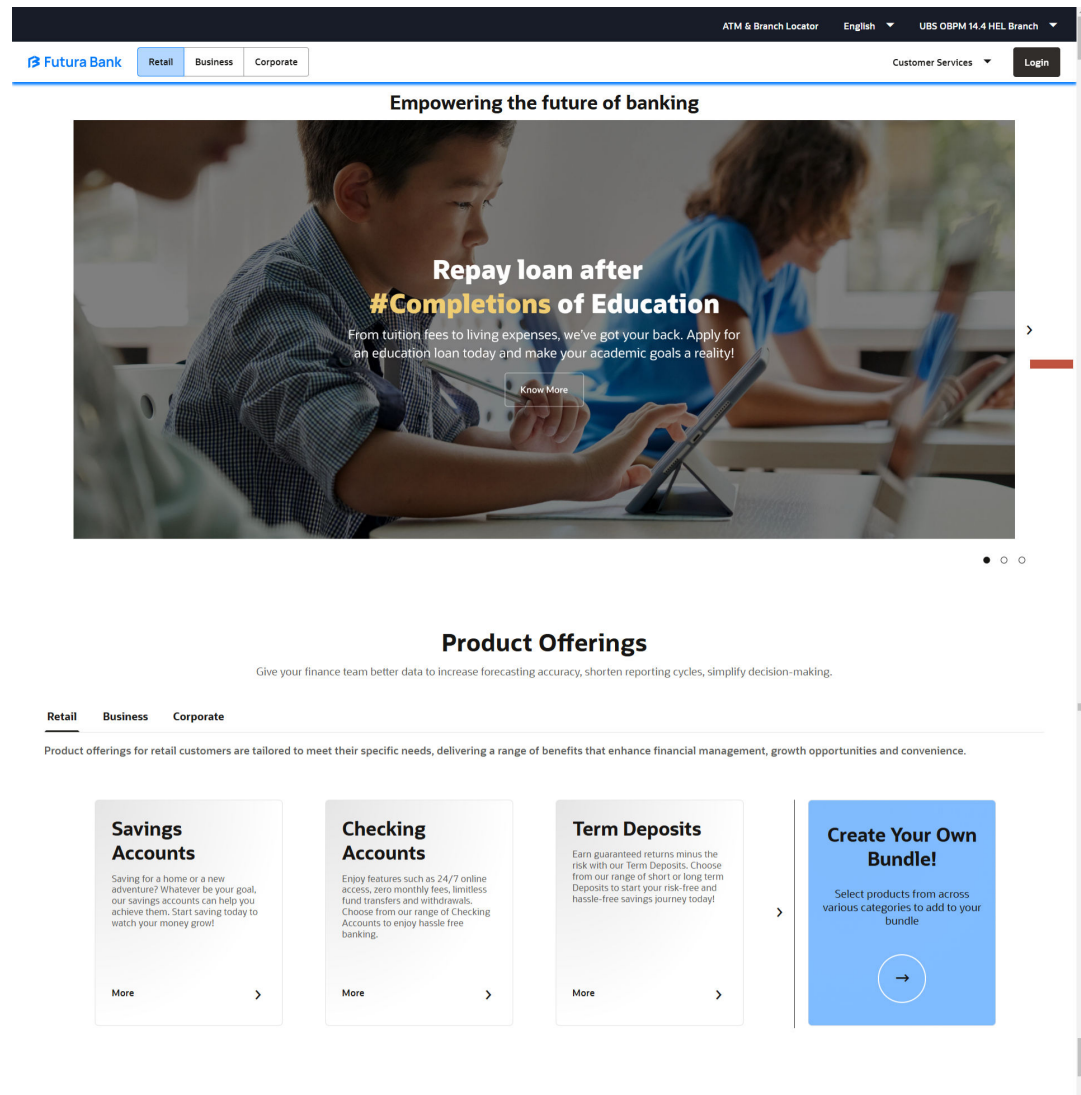 ATM & Branch Locator English UBS OBPM 14.4 HEL Branch
Futura Bank Retail Business Corporate Customer Services Login
Empowering the future of banking
Repay loan after
#Completions of Education
From tuition fees to living expenses, we've got your back. Apply for
an education loan today and make your academic goals a reality!
Know More
Product Offerings
Give your finance team better data to increase forecasting accuracy, shorten reporting cycles, simplify decision-making.
Retail Business Corporate
Product offerings for retail customers are tailored to meet their specific needs, delivering a range of benefits that enhance financial management, growth opportunities and convenience.
Savings
Accounts
Saving for a home or a new
adventure? Whatever be your goal,
our savings accounts can help you
achieve them. Start saving today to
watch your money grow!
More
Checking
Accounts
Enjoy features such as 24/7 online
access, zero monthly fees, limitless
fund transfers and withdrawals.
Choose from our range of Checking
Accounts to enjoy hassle free
banking.
More
Term Deposits
Earn guaranteed returns minus the
risk with our Term Deposits. Choose
from our range of short or long term
Deposits to start your risk-free and
hassle-free savings journey today!
More
Create Your Own
Bundle!
Select products from across
various categories to add to your
bundle